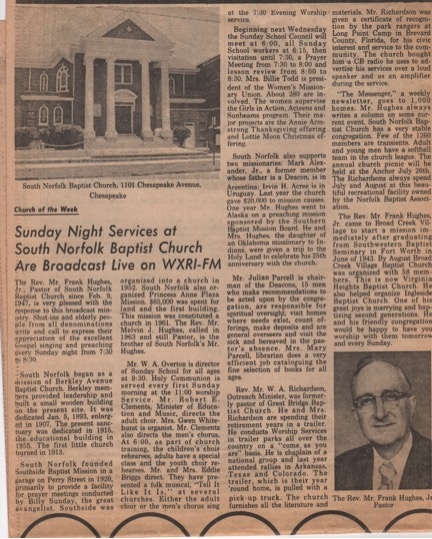 South Norfolk Baptist Church, 1101 Chesapeake Avenue,
Chesapeake
Church of the Week
Sunday Night Services at
South Norfolk Baptist Church
Are Broadcast Live on WXRI-FM
The Rev. Mr. Frank Hughes,
Jr., Pastor of South Norfolk
Baptist Church since Feb. 9,
1947, is very pleased with the
response to this broadcast mini-
stry. Shut-ins and elderly peo-
ple from all denominations
write and call to express their
appreciation of the excellent
Gospel singing and preaching
every Sunday night from 7:30
to 8:30.
South Norfolk began as a
mission of Berkley Avenue
Baptist Church. Berkley mem-
bers provided leadership and
built a small wooden building
on the present site. It was
dedicated Jan. 5, 1893, enlarg-
ed in 1907. The present sanc-
tuary was dedicated in 1915,
the educational building in
1955. The first little church
burned in 1913.
South Norfolk founded
Southside Baptist Mission in a
garage on Perry Street in 1920,
primarily to provide a facility
for prayer meetings conducted
by Billy Sunday, the great
evangelist. Southside was
organized into a church in
1932. South Norfolk also or-
ganized Princess Anne Plaza
Mission. $65,000 was spent for
land and the first building.
This mission was constituted
a church in 1961. The Rev. Mr.
Melvin J. Hughes, called in
1963 and still Pastor, is the
brother of South Norfolk's Mr.
Hughes.
Mr. W. A. Overton is director
of Sunday School for all ages
at 9:30. Holy Communion is
served every first Sunday
morning at the 11:00 worship
Service. Mr. Robert E.
Clements, Minister of Educa-
tion and Music, directs the
adult choir. Mrs. Gwen White-
hurst is organist. Mr. Clements
also directs the men's chorus.
At 6:00, as part of church
training, the children's choir
rehearses, adults have a special
class and the youth choir re-
hearses. Mr. and Mrs. Eddie
Briggs direct. They have pre-
sented a folk musical, "Tell It
Like It Is," at several
churches. Either the adult
choir or the men's chorus sing
at the 7:30 Evening Worship
service.
Beginning next Wednesday
the Sunday School Council will
meet at 6:00, all Sunday
School workers at 6:15, then
visitation until 7:30, a Prayer
Meeting from 7:30 to 8:00 and
lesson review from 8:00 to
8:30. Mrs. Billie Todd is presi-
dent of the Women's Mission-
ary Union. About 280 are in-
volved. The women supervise
the Girls in Action, Acteens and
Sunbeams program. Their ma-
jor projects are the Annie Arm-
strong Thanksgiving offering
and Lottie Moon Christmas of-
fering.
South Norfolk also supports
two missionaries: Mark Alex-
ander, Jr., a former member
whose father is a Deacon, is in
Argentina; Irvin H. Acree is in
Uruguay. Last year the church
gave $20,000 to mission causes.
One year Mr. Hughes went to
Alaska on a preaching mission
sponsored by the Southern
Baptist Mission Board. He and
Mrs. Hughes, the daughter of
an Oklahoma missionary to In-
dians, were given a trip to the
Holy Land to celebrate his 25th
anniversary with the church.
Mr. Julian Parcell is chair-
man of the Deacons, 15 men
who make recommendations to
be acted upon by the congre-
gation, are responsible for
spiritual oversight, visit homes
where needs exist, count of-
ferings, make deposits and are
general overseers and visit the
sick and bereaved in the pas-
tor's absence. Mrs. Mary
Parcell, librarian does a very
efficient job cataloguing the
fine selection of books for all
ages.
Rev. Mr. W. A. Richardson,
Outreach Minister, was former-
ly pastor of Great Bridge Bap-
tist Church. He and Mrs.
Richardson are spending their
retirement years in a trailer.
He conducts Worship Services
in trailer parks all over the
country on a "come as you
are" basis. He is chaplain of
a national group and last year
attended rallies in Arkansas,
Texas and Colorado. The
trailer, which is their year
'round home, is pulled with a
pick-up truck. The church
furnishes all the literature and
materials. Mr. Richardson was
given a certificate of recogni-
tion by the park rangers at
Long Point Camp in Brevard
County, Florida, for his civic
interest and service to the com-
munity. The church bought
him a CB radio he uses to ad-
vertise his services over a loud
speaker and as an amplifier
during the service.
"The Messenger," a weekly
newsletter, goes to 1,000
homes. Mr. Hughes always
writes a column on some cur-
rent event. South Norfolk Bap-
tist Church has a very stable
congregation. Few of the 1260
members are transients. Adult
and young men have a softball
team in the church league. The
annual church picnic will be
held at the Anchor July 26th.
The Richardsons always spend
July and August at this beau-
tiful recreational facility owned
by the Norfolk Baptist Associ-
ation.
The Rev. Mr. Frank Hughes,
Jr. came to Broad Creek Vil-
lage to start a mission im-
mediately after graduating
from Southwestern Baptist
Seminary in Fort Worth in
June of 1943. By August Broad
Creek Village Baptist Church
was organized with 58 mem-
bers. This is now Virginia
Heights Baptist Church. He
also helped organize Ingleside
Baptist Church. One of his
great joys is marrying and bap-
tizing second generations. He
and his friendly congregation
would be happy to have you
worship with them tomorrow
and every Sunday.
The Rev. Mr. Frank Hughes, Jr.
Pastor